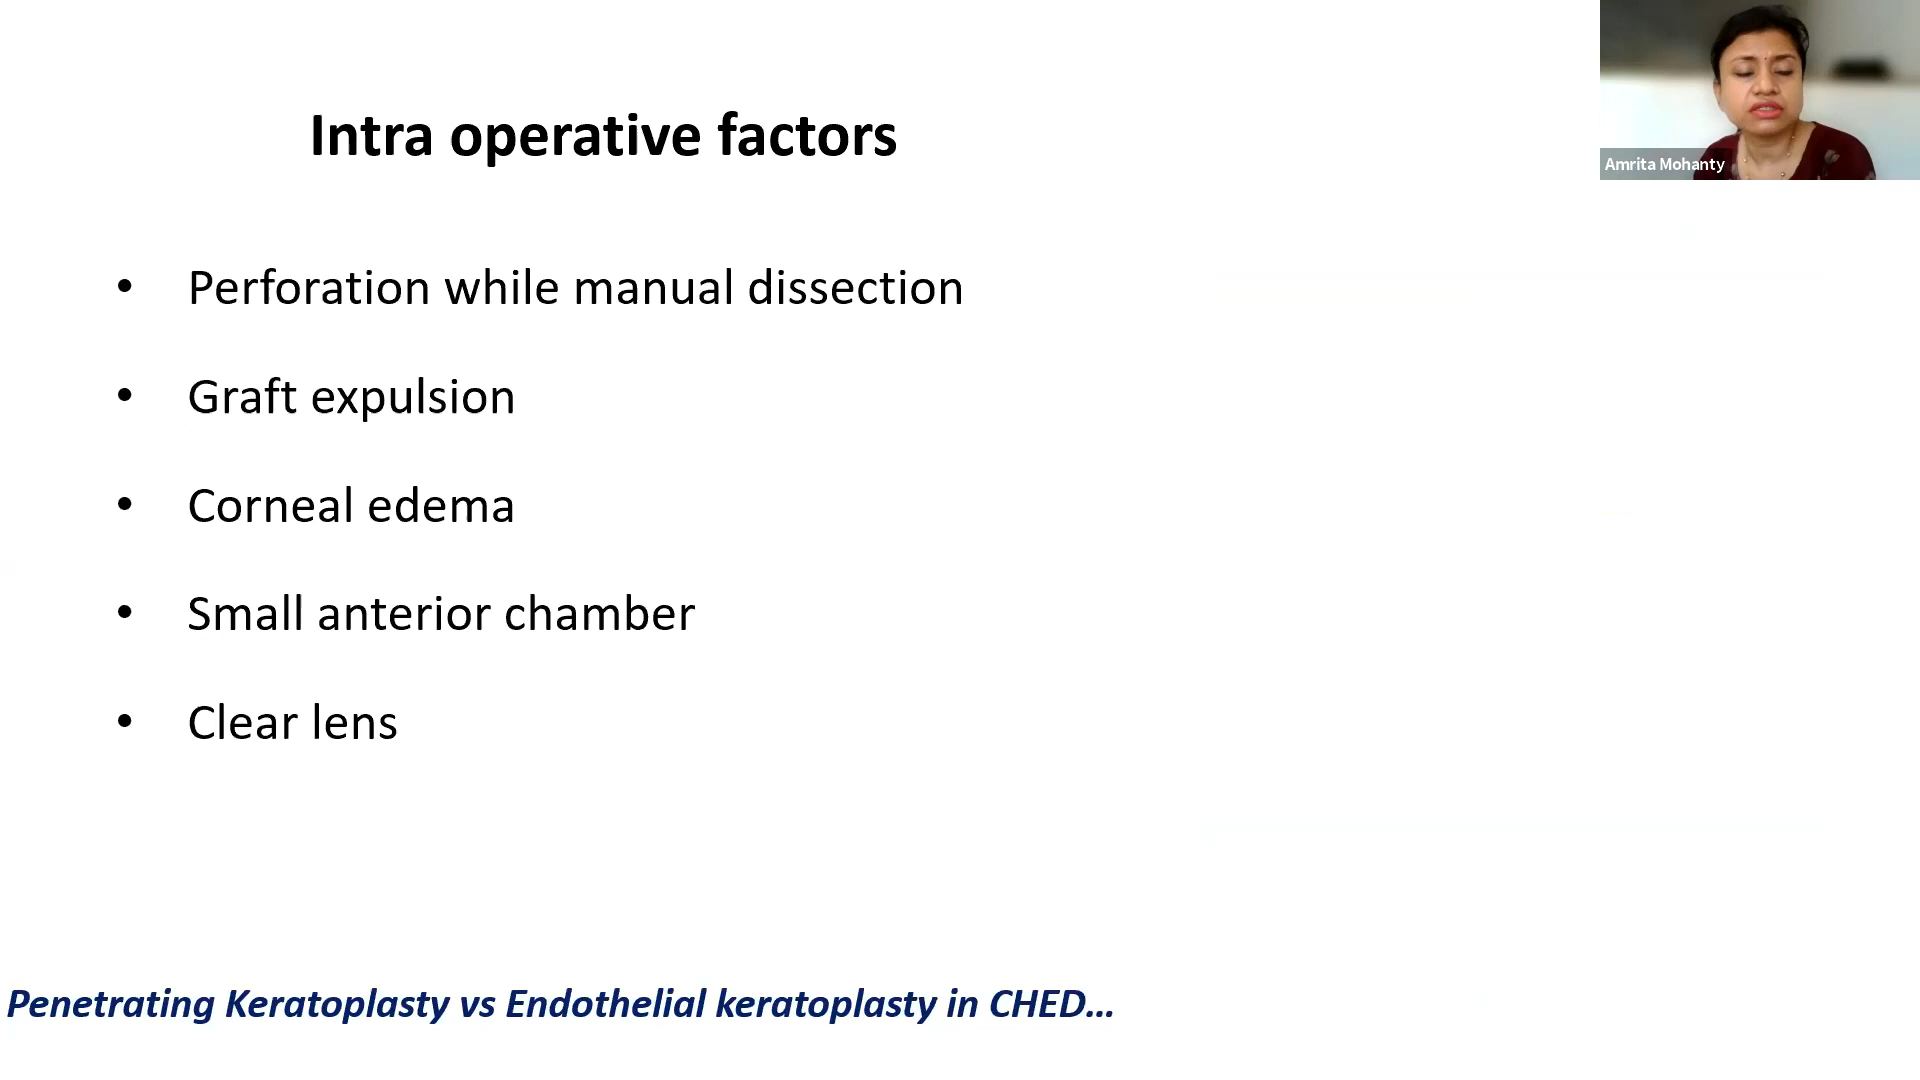 Intra operative factors
Amrita Mohanty
• Perforation while manual dissection
• Graft expulsion
• Corneal edema
• Small anterior chamber
• Clear lens
Penetrating Keratoplasty vs Endothelial keratoplasty in CHED...